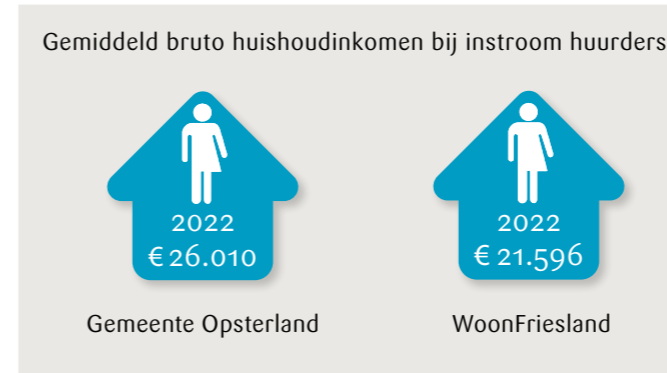 Gemiddeld bruto huishoudinkomen bij instroom huurders
2022
€ 26.010
Gemeente Opsterland
2022
€ 21.596
WoonFriesland